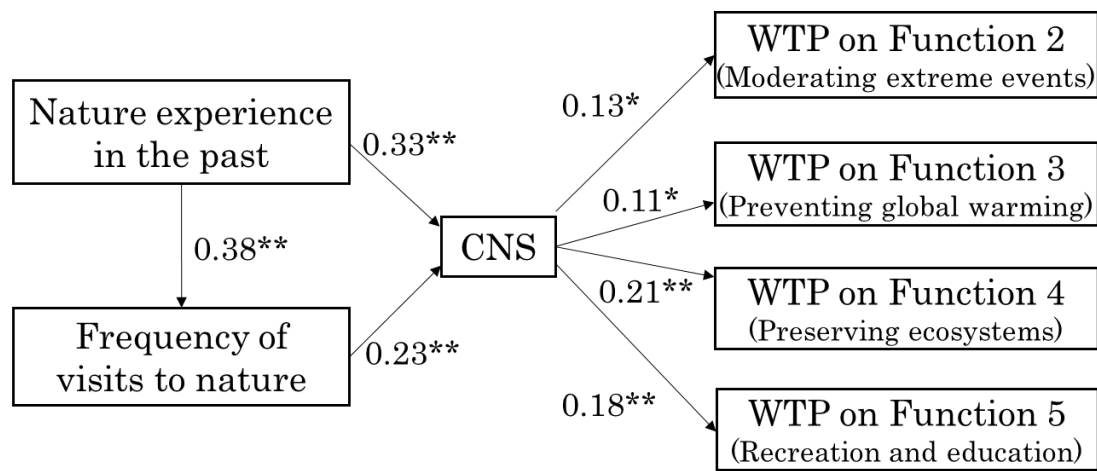 Nature experience
in the past
0.38**
Frequency of
visits to nature
0.33**
0.23**
CNS
0.13*
0.11*
0.21**
0.18**
WTP on Function 2
(Moderating extreme events)
WTP on Function 3
(Preventing global warming)
WTP on Function 4
(Preserving ecosystems)
WTP on Function 5
(Recreation and education)